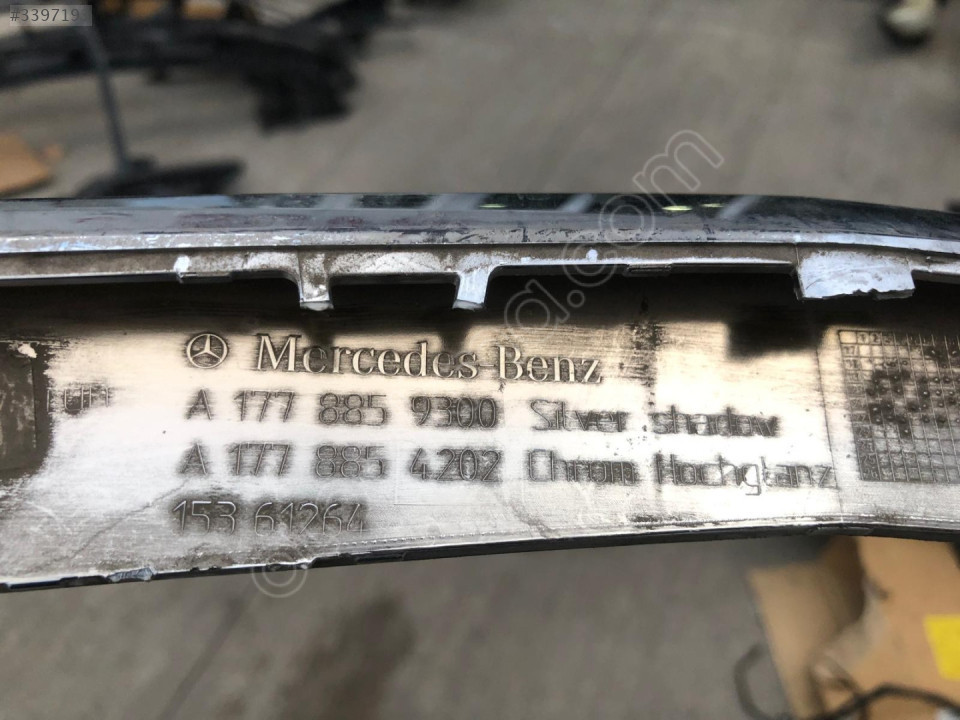 #339719
Mercedes-Benz
A 177 885 9300 Silver shadow
A 177 885 4202 Chrom Hochglanz
153 61264